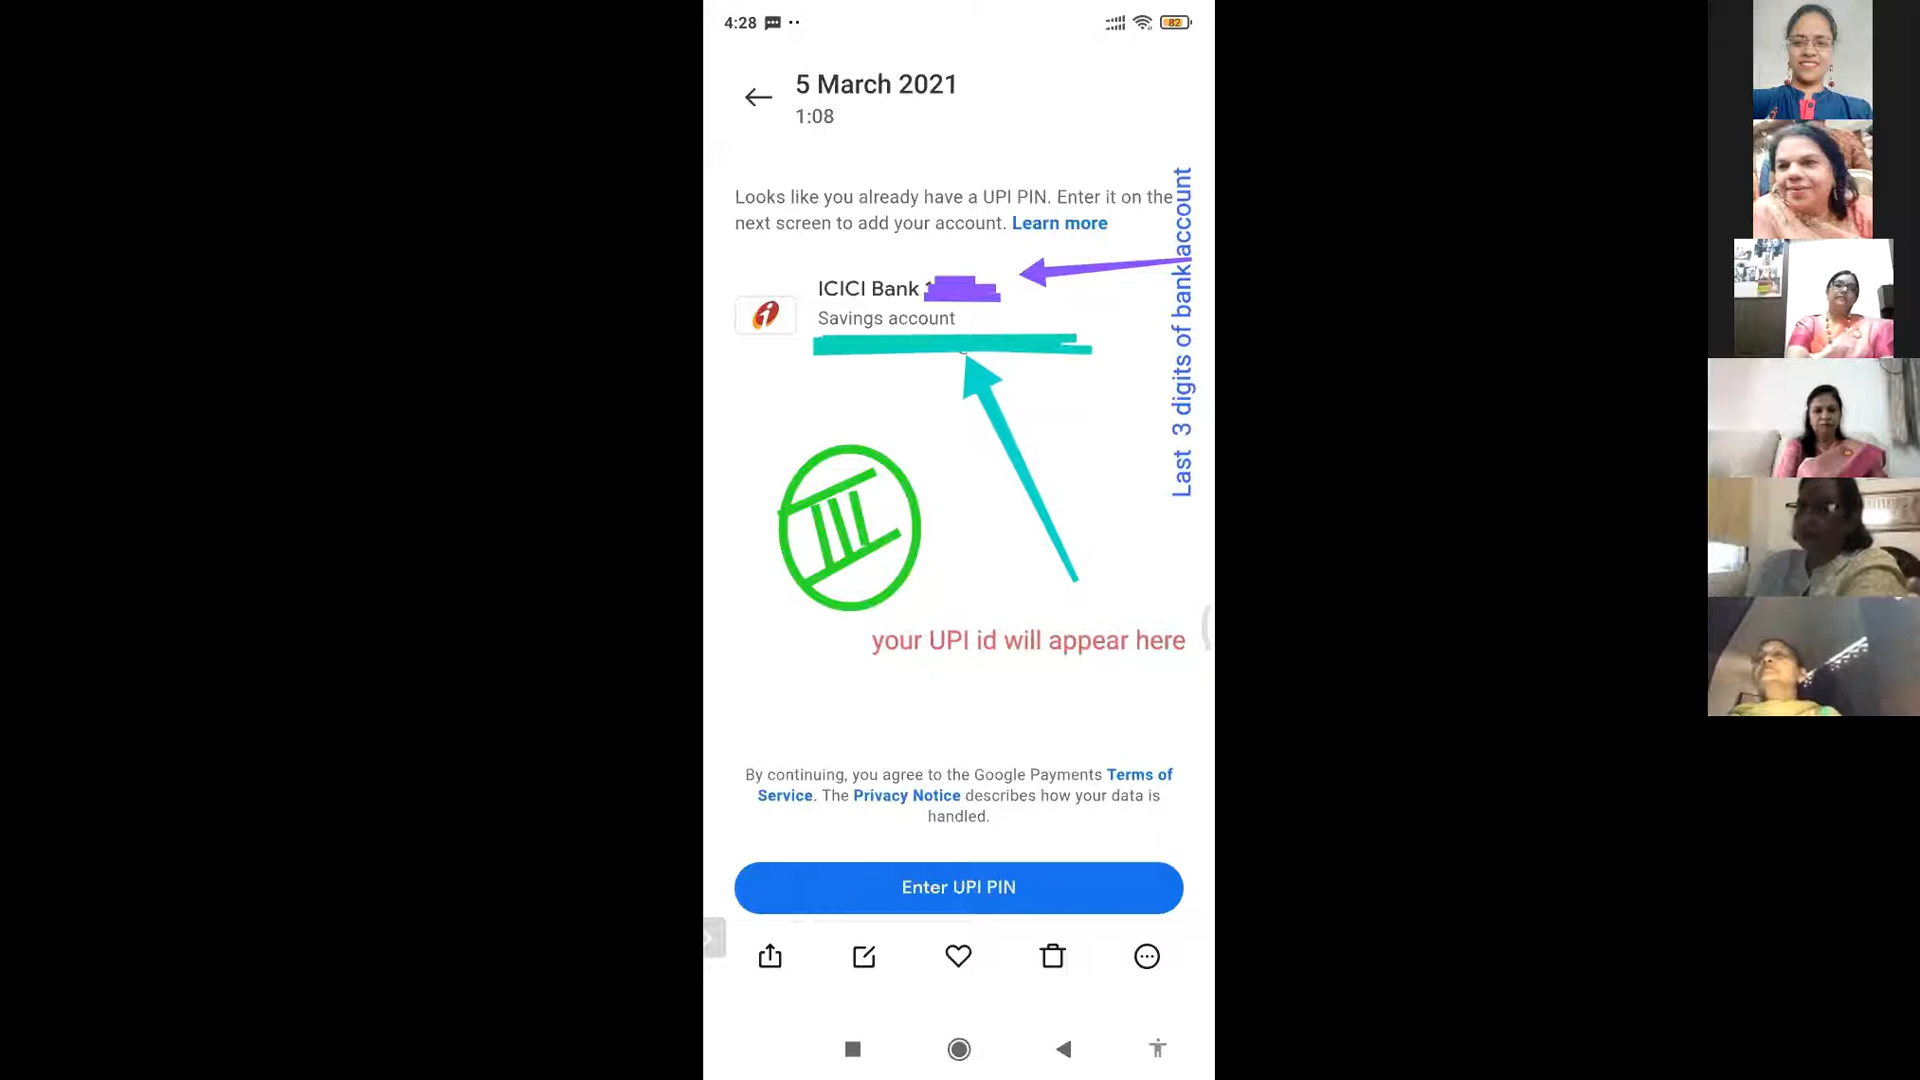 4:28
82
5 March 2021
1:08
Looks like you already have a UPI PIN. Enter it on the
next screen to add your account. Learn more
Last 3 digits of bank account
ICICI Bank
Savings account
III
your UPI id will appear here
By continuing, you agree to the Google Payments Terms of
Service. The Privacy Notice describes how your data is
handled.
Enter UPI PIN